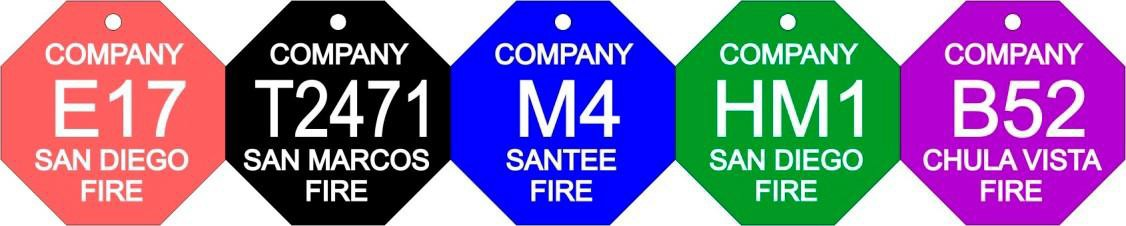 COMPANY
E17
SAN DIEGO
FIRE
COMPANY
T2471
SAN MARCOS
FIRE
COMPANY
M4
SANTEE
FIRE
COMPANY
HM1
SAN DIEGO
FIRE
COMPANY
B52
CHULA VISTA
FIRE